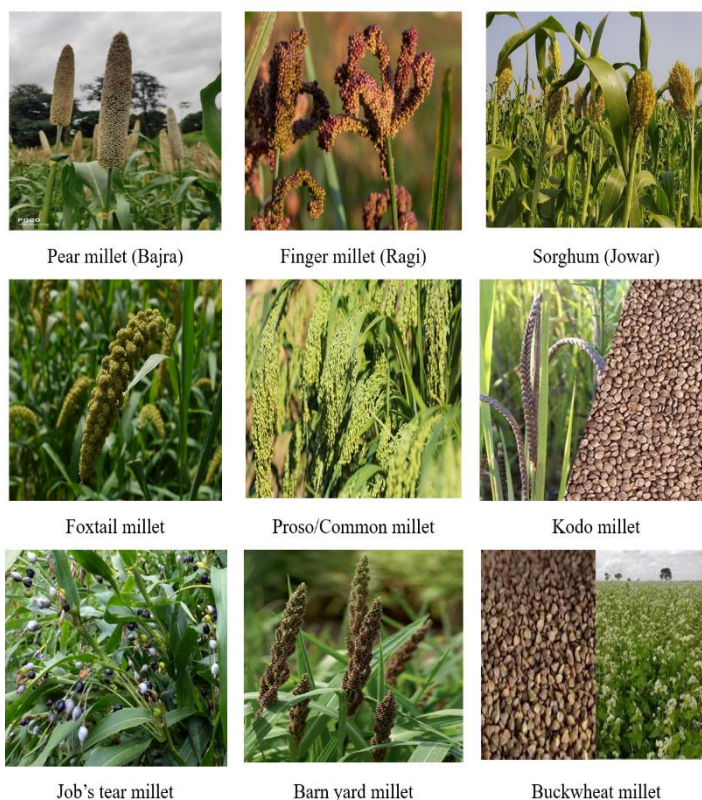 POCO
Pear millet (Bajra)
Finger millet (Ragi)
Sorghum (Jowar)
Foxtail millet
Proso/Common millet
Kodo millet
Job's tear millet
Barn yard millet
Buckwheat millet